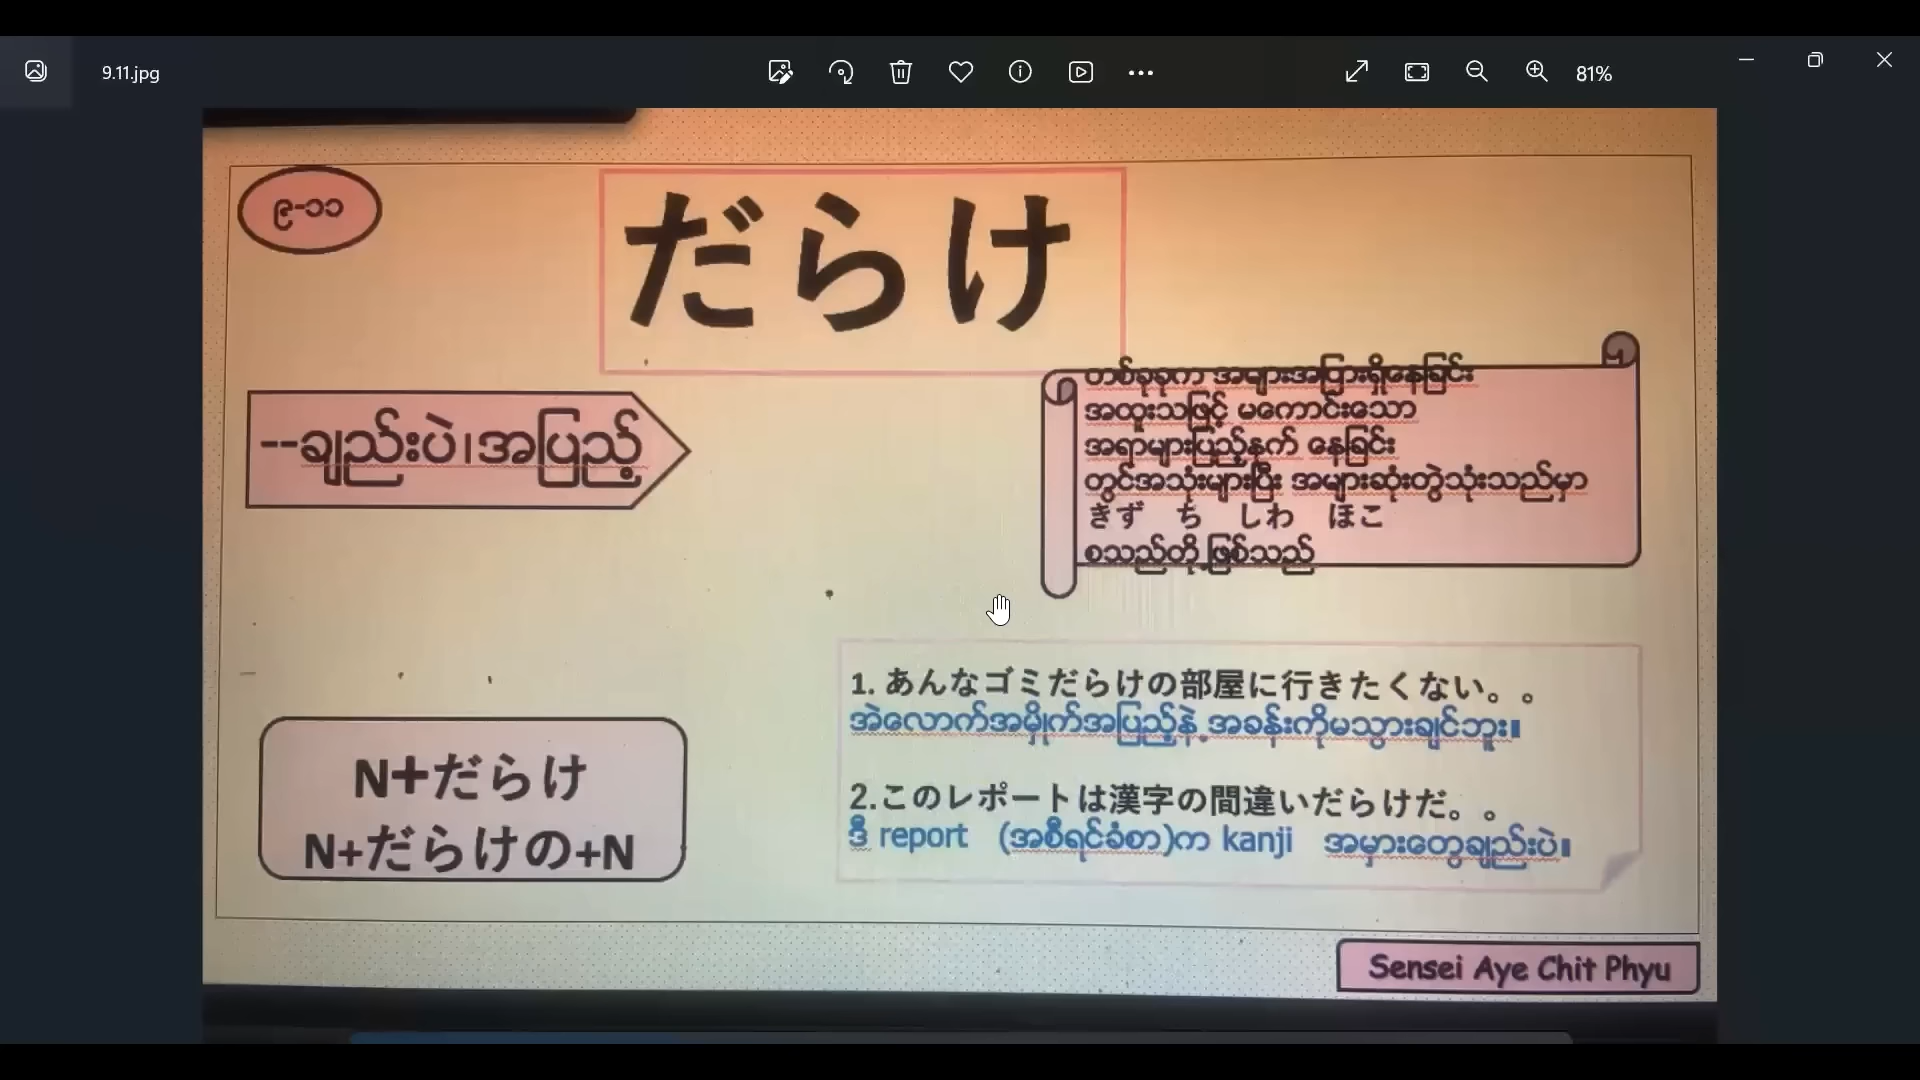 9.11.jpg
81%
၉-၁၁
だらけ
--ချည်းပဲ၊အပြည့်
တစ်ခုခုက အများအပြားရှိနေခြင်း
အထူးသဖြင့် မကောင်းသော
အရာများပြည့်နှက် နေခြင်း
တွင်အသုံးများပြီး အများဆုံးတွဲသုံးသည်မှာ
きず ち しわ ほこ
စသည်တို့ဖြစ်သည်
N+だらけ
N+だらけの+N
1. あんなゴミだらけの部屋に行きたくない。。
အဲလောက်အမှိုက်အပြည့်နဲ့အခန်းကိုမသွားချင်ဘူး။
2.このレポートは漢字の間違いだらけだ。。
ဒီ report (အစီရင်ခံစာ)က kanji အမှားတွေချည်းပဲ။
Sensei Aye Chit Phyu